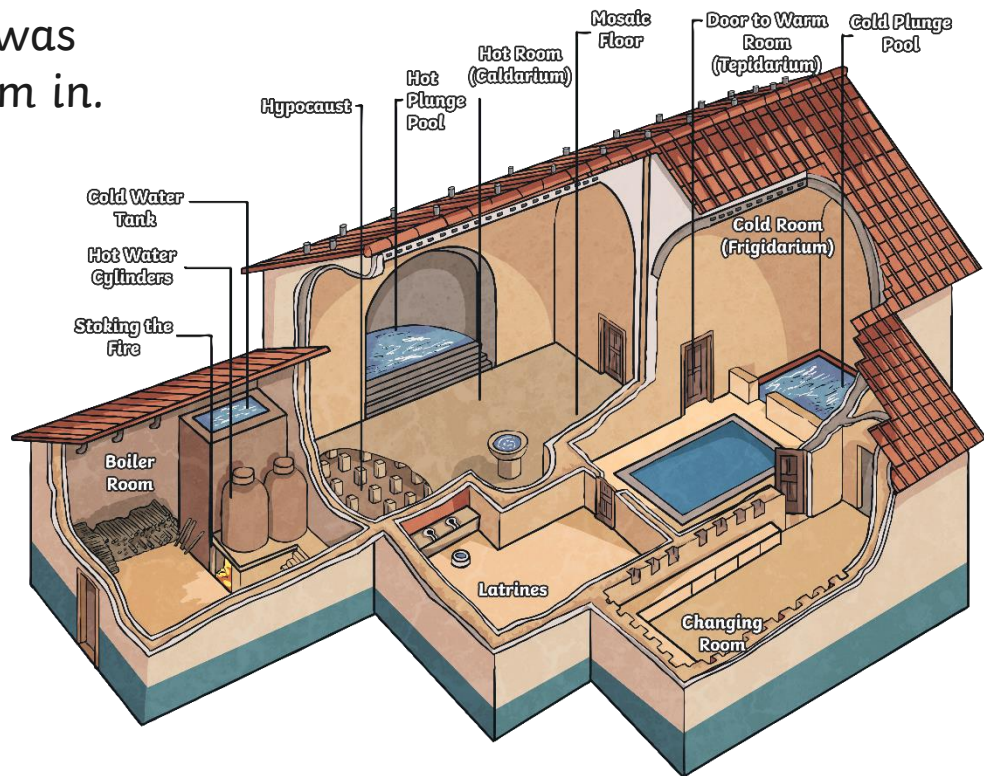 was
m in.
Mosaic
Floor
Door to Warm
Room
(Tepidarium)
Cold Plunge
Pool
Hot Room
(Caldarium)
Hot
Plunge
Pool
Hypocaust
Cold Water
Tank
Hot Water
Cylinders
Stoking the
Fire
Cold Room
(Frigidarium)
Boiler
Room
Latrines
Changing
Room